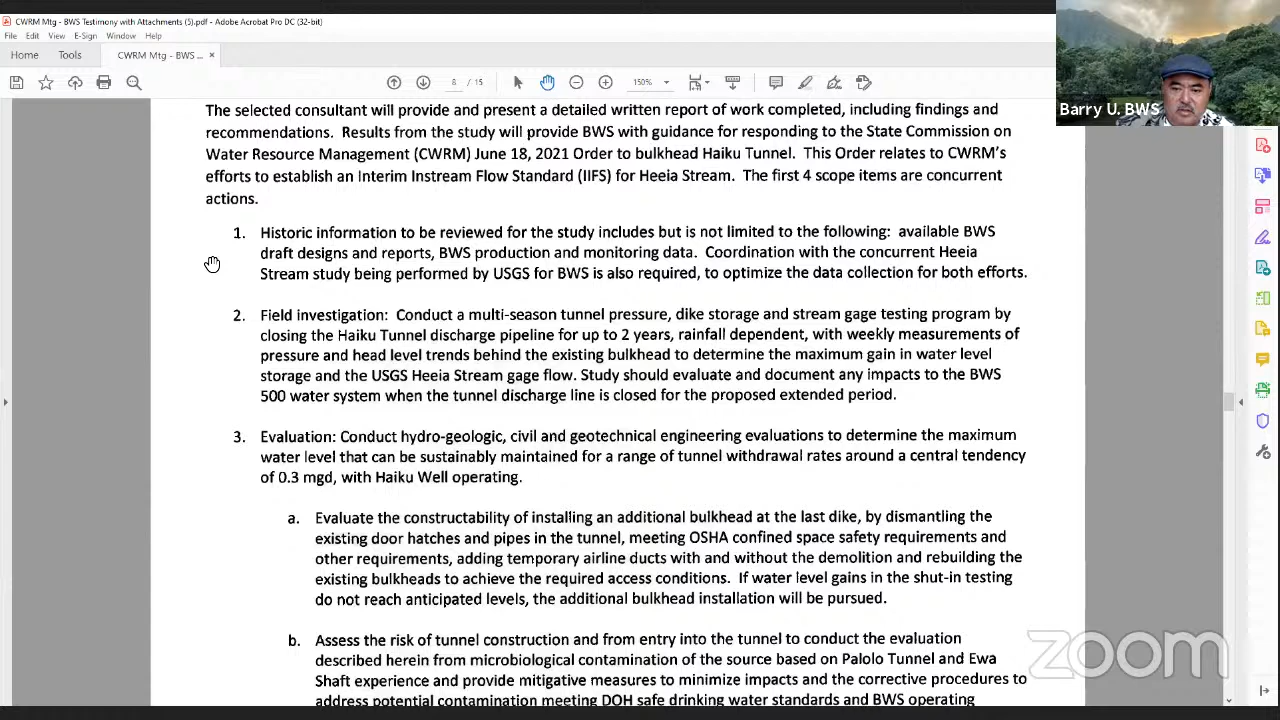 CWRM Mtg - BWS Testimony with Attachments (5).pdf - Adobe Acrobat Pro DC (32-bit)
File Edit View E-Sign Window Help
Home Tools CWRM Mtg - BWS ... ×
8 / 15 150%
Barry U. BWS
The selected consultant will provide and present a detailed written report of work completed, including findings and
recommendations. Results from the study will provide BWS with guidance for responding to the State Commission on
Water Resource Management (CWRM) June 18, 2021 Order to bulkhead Haiku Tunnel. This Order relates to CWRM's
efforts to establish an Interim Instream Flow Standard (IIFS) for Heeia Stream. The first 4 scope items are concurrent
actions.
1. Historic information to be reviewed for the study includes but is not limited to the following: available BWS
draft designs and reports, BWS production and monitoring data. Coordination with the concurrent Heeia
Stream study being performed by USGS for BWS is also required, to optimize the data collection for both efforts.
2. Field investigation: Conduct a multi-season tunnel pressure, dike storage and stream gage testing program by
closing the Haiku Tunnel discharge pipeline for up to 2 years, rainfall dependent, with weekly measurements of
pressure and head level trends behind the existing bulkhead to determine the maximum gain in water level
storage and the USGS Heeia Stream gage flow. Study should evaluate and document any impacts to the BWS
500 water system when the tunnel discharge line is closed for the proposed extended period.
3. Evaluation: Conduct hydro-geologic, civil and geotechnical engineering evaluations to determine the maximum
water level that can be sustainably maintained for a range of tunnel withdrawal rates around a central tendency
of 0.3 mgd, with Haiku Well operating.
a. Evaluate the constructability of installing an additional bulkhead at the last dike, by dismantling the
existing door hatches and pipes in the tunnel, meeting OSHA confined space safety requirements and
other requirements, adding temporary airline ducts with and without the demolition and rebuilding the
existing bulkheads to achieve the required access conditions. If water level gains in the shut-in testing
do not reach anticipated levels, the additional bulkhead installation will be pursued.
b. Assess the risk of tunnel construction and from entry into the tunnel to conduct the evaluation
described herein from microbiological contamination of the source based on Palolo Tunnel and Ewa
Shaft experience and provide mitigative measures to minimize impacts and the corrective procedures to
address potential contamination meeting DOH safe drinking water standards and BWS operating
zoom